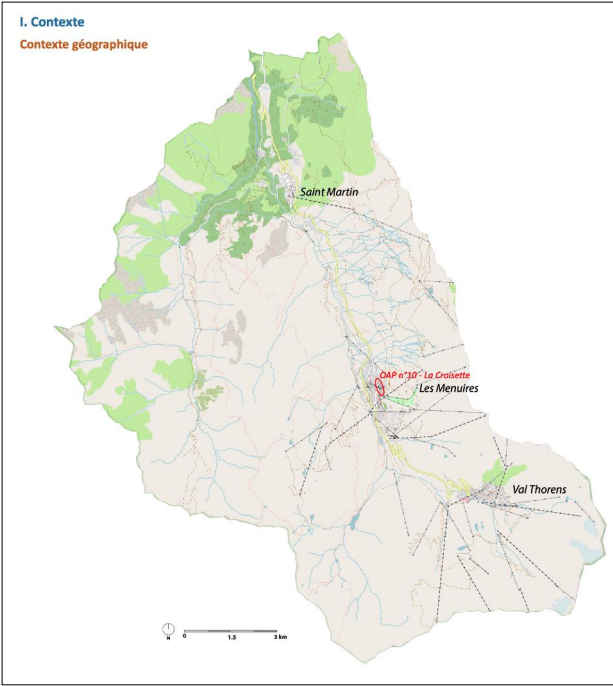 I. Contexte
Contexte géographique
Saint Martin
OAP n°10 - La Croisette
Les Menuires
Val Thorens
N
0 1.5 3 km